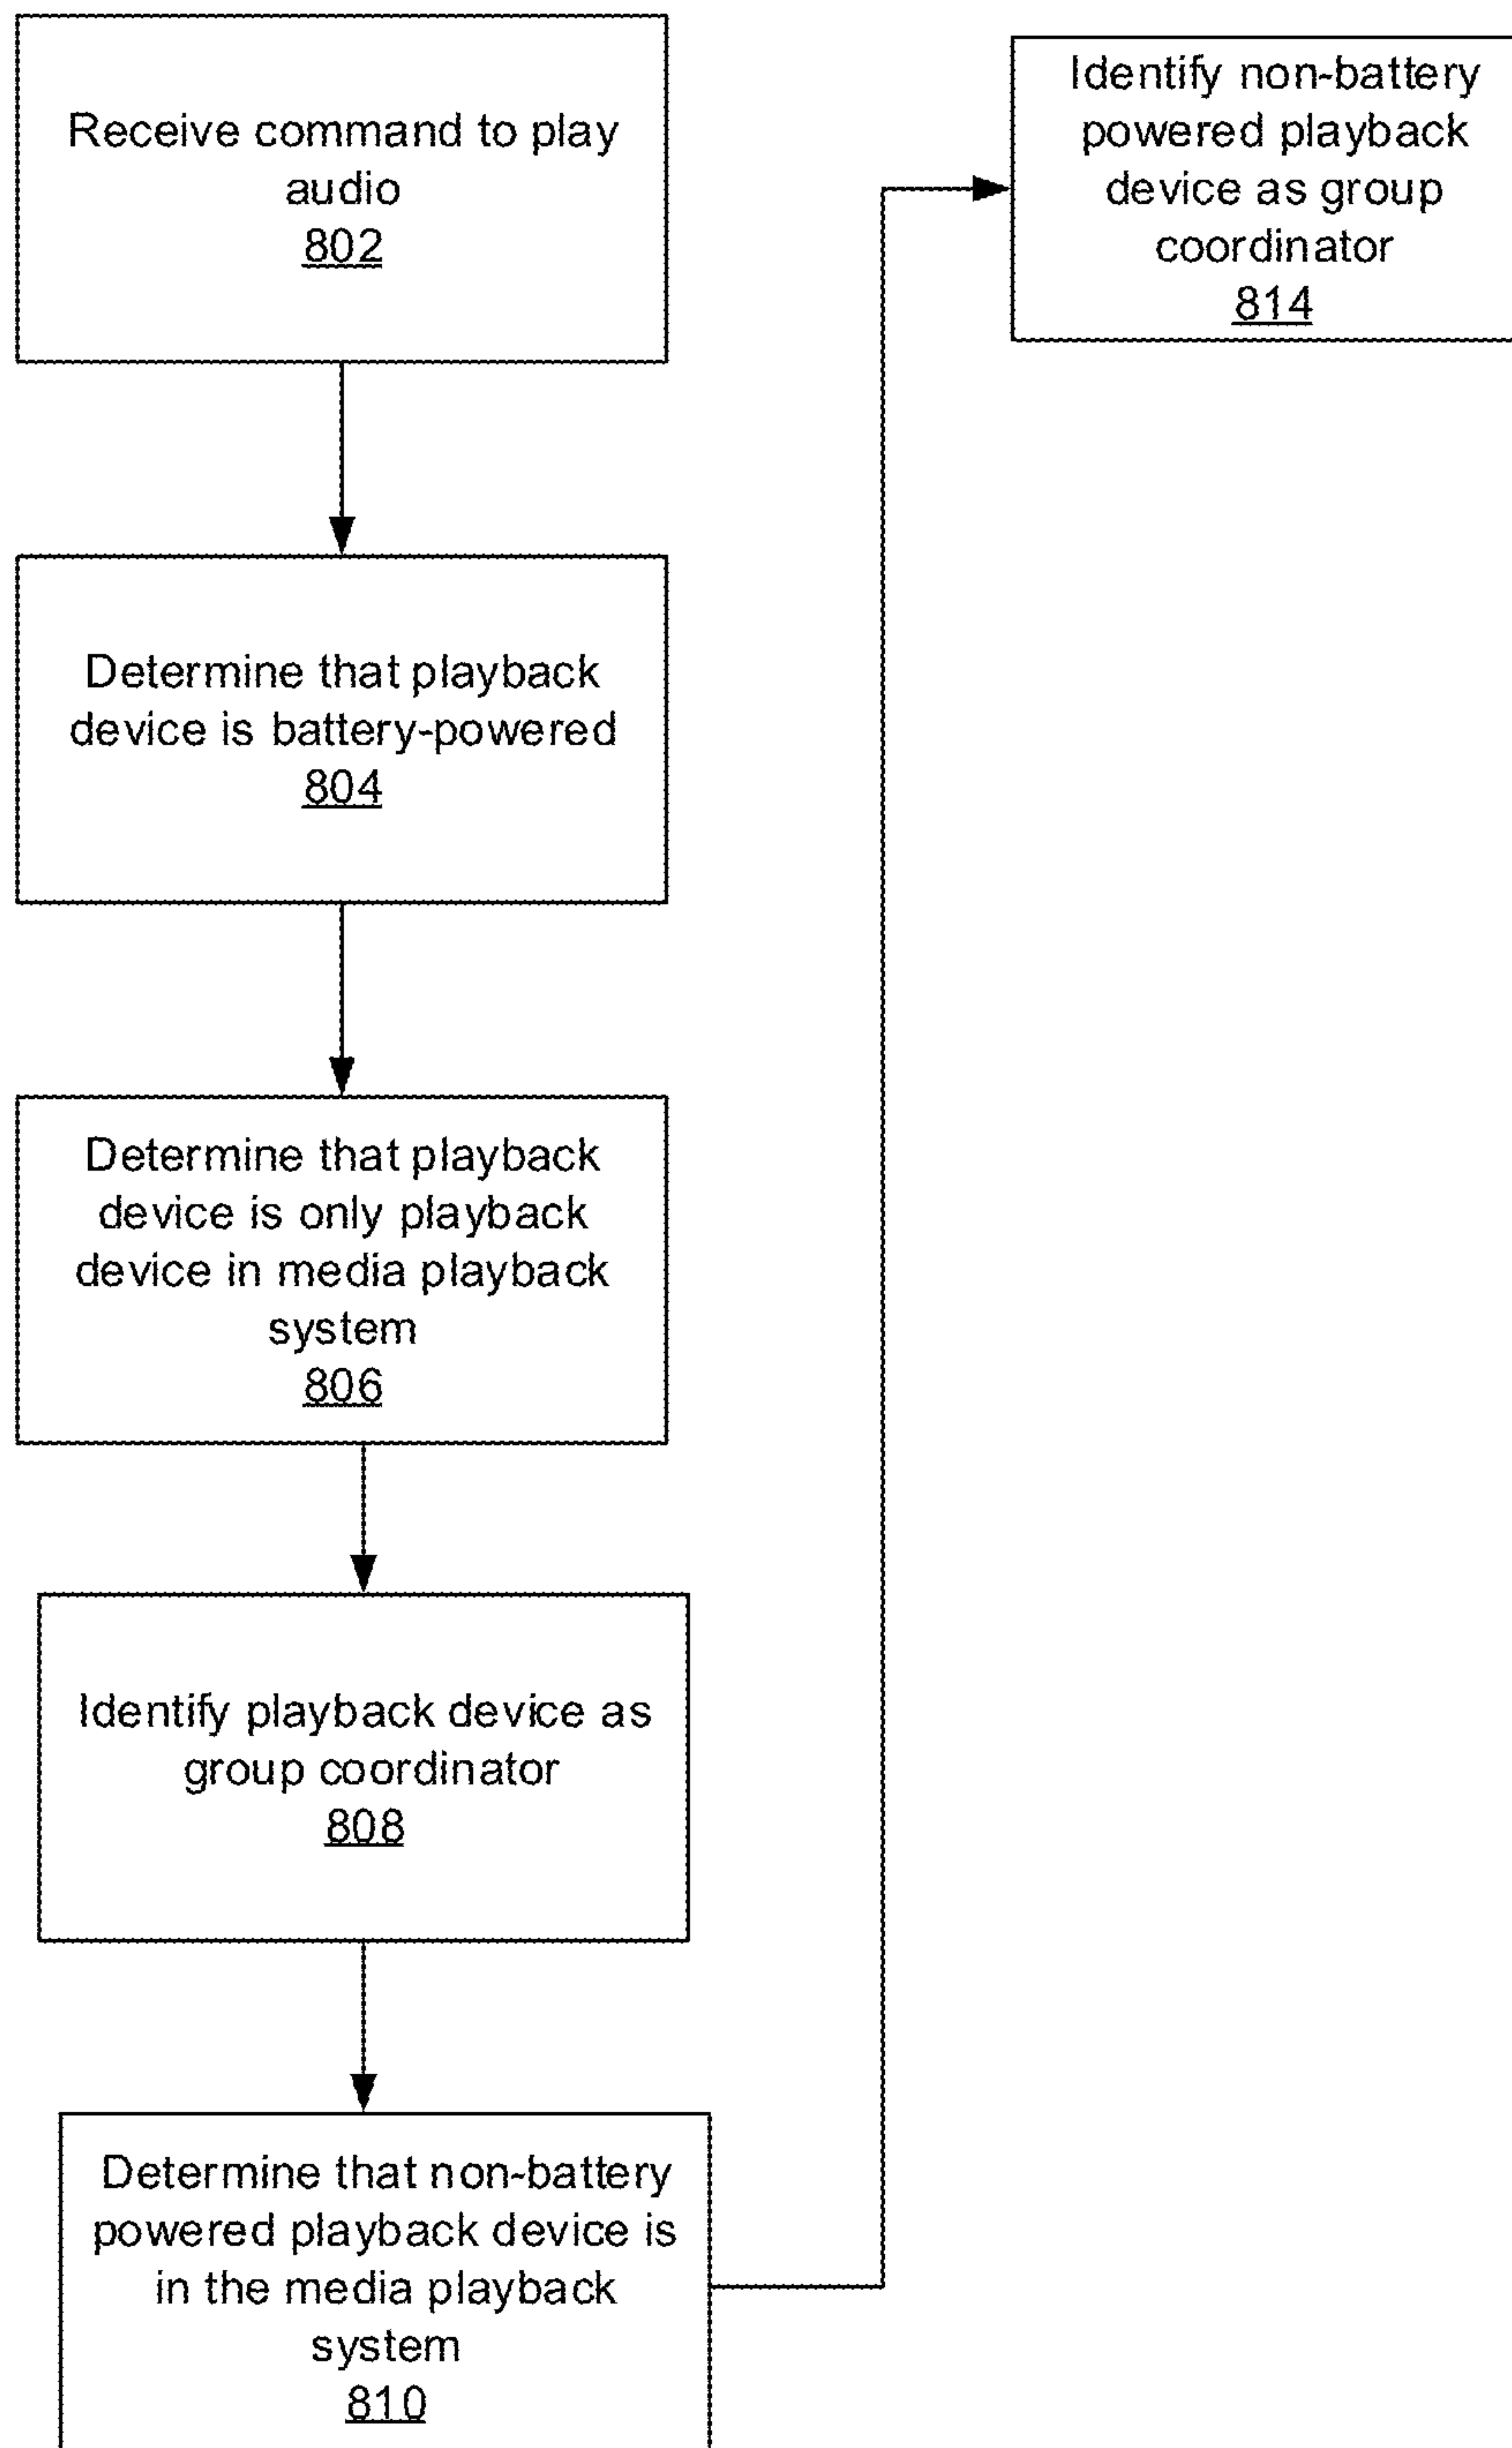 Receive command to play
audio
802
Determine that playback
device is battery-powered
804
Determine that playback
device is only playback
device in media playback
system
806
Identify playback device as
group coordinator
808
Determine that non-battery
powered playback device is
in the media playback
system
810
Identify non-battery
powered playback
device as group
coordinator
814